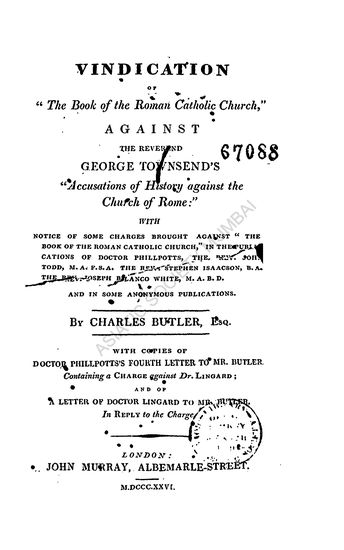 VINDICATION
OF
"The Book of the Roman Catholic Church,"
AGAINST
THE REVEREND
67088
GEORGE TOWNSEND'S
"Accusations of History against the
Church of Rome:"
WITH
NOTICE OF SOME CHARGES BROUGHT AGAINST "THE
BOOK OF THE ROMAN CATHOLIC CHURCH," IN THE PUBLI-
CATIONS OF DOCTOR PHILLPOTTS, THE REV. JOHN
TODD, M.A. F.S.A. THE REV. STEPHEN ISAACSON, B.A.
THE REV. JOSEPH BLANCO WHITE, M.A. B.D.
AND IN SOME ANONYMOUS PUBLICATIONS.
BY CHARLES BUTLER, ESQ.
WITH COPIES OF
DOCTOR PHILLPOTTS'S FOURTH LETTER TO MR. BUTLER
Containing a CHARGE against Dr. LINGARD;
AND OF
A LETTER OF DOCTOR LINGARD TO MR. BUTLER,
In REPLY to the Charge
LONDON:
JOHN MURRAY, ALBEMARLE-STREET.
M.DCCC.XXVI.
ASIATIC SOCIETY MUMBAI